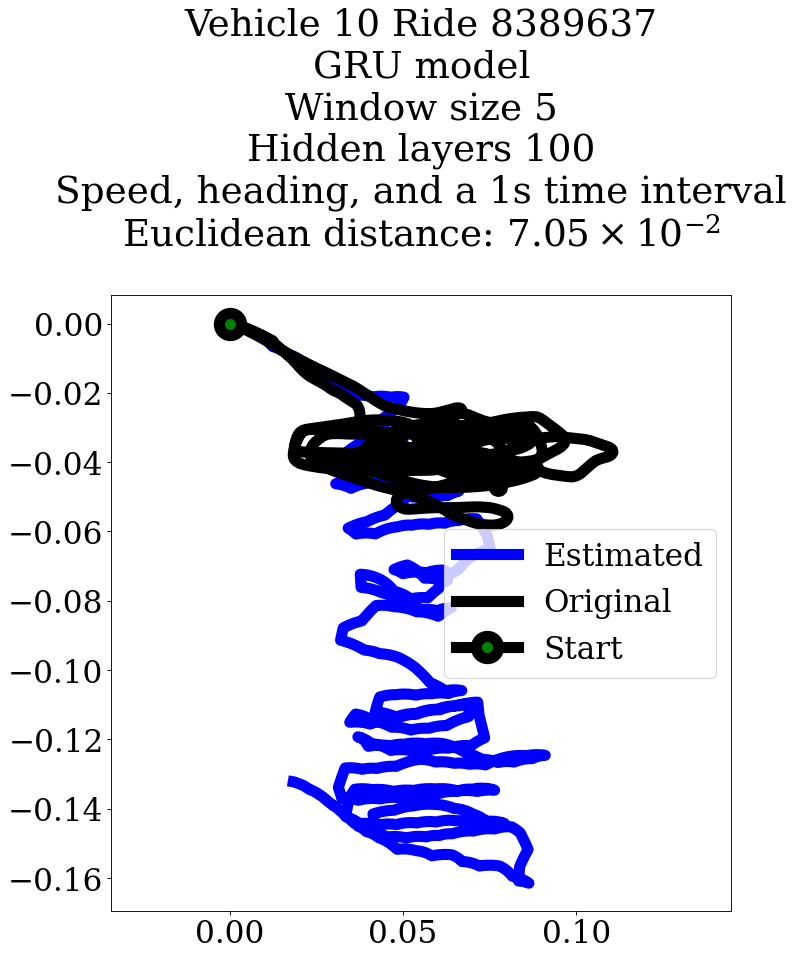 Vehicle 10 Ride 8389637
GRU model
Window size 5
Hidden layers 100
Speed, heading, and a 1s time interval
Euclidean distance: 7.05 × 10⁻²
0.00
−0.02
−0.04
−0.06
−0.08
−0.10
−0.12
−0.14
−0.16
Estimated
Original
Start
0.00 0.05 0.10